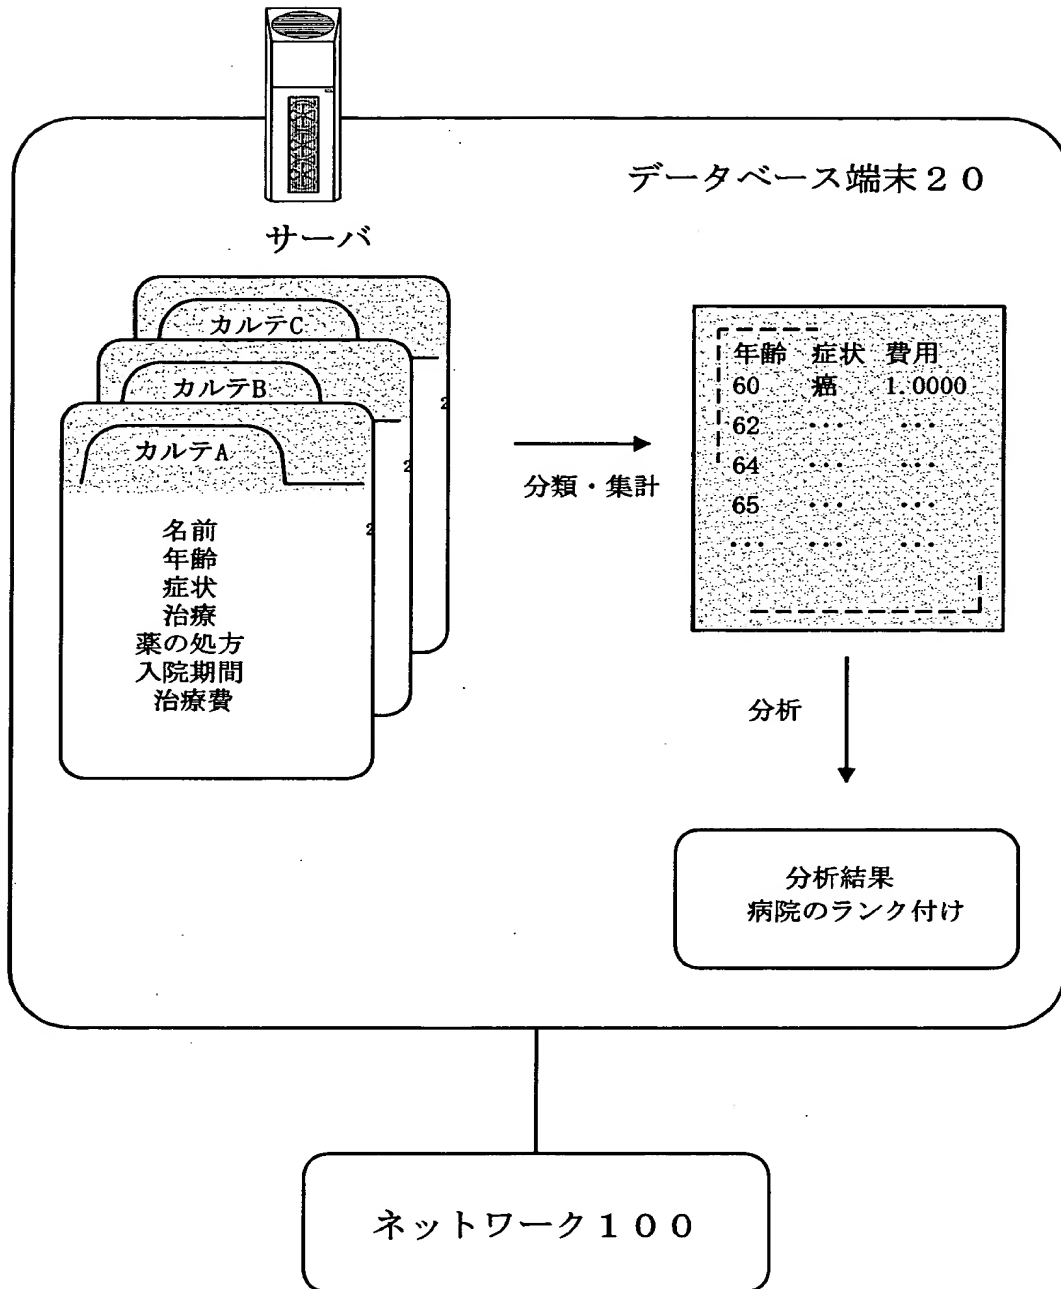 データベース端末２０
サーバ
カルテC
カルテB
カルテA
2
2
2
名前
年齢
症状
治療
薬の処方
入院期間
治療費
分類・集計
年齢 症状 費用
60 癌 1.0000
62 ... ...
64 ... ...
65 ... ...
... ... ...
分析
分析結果
病院のランク付け
ネットワーク１００